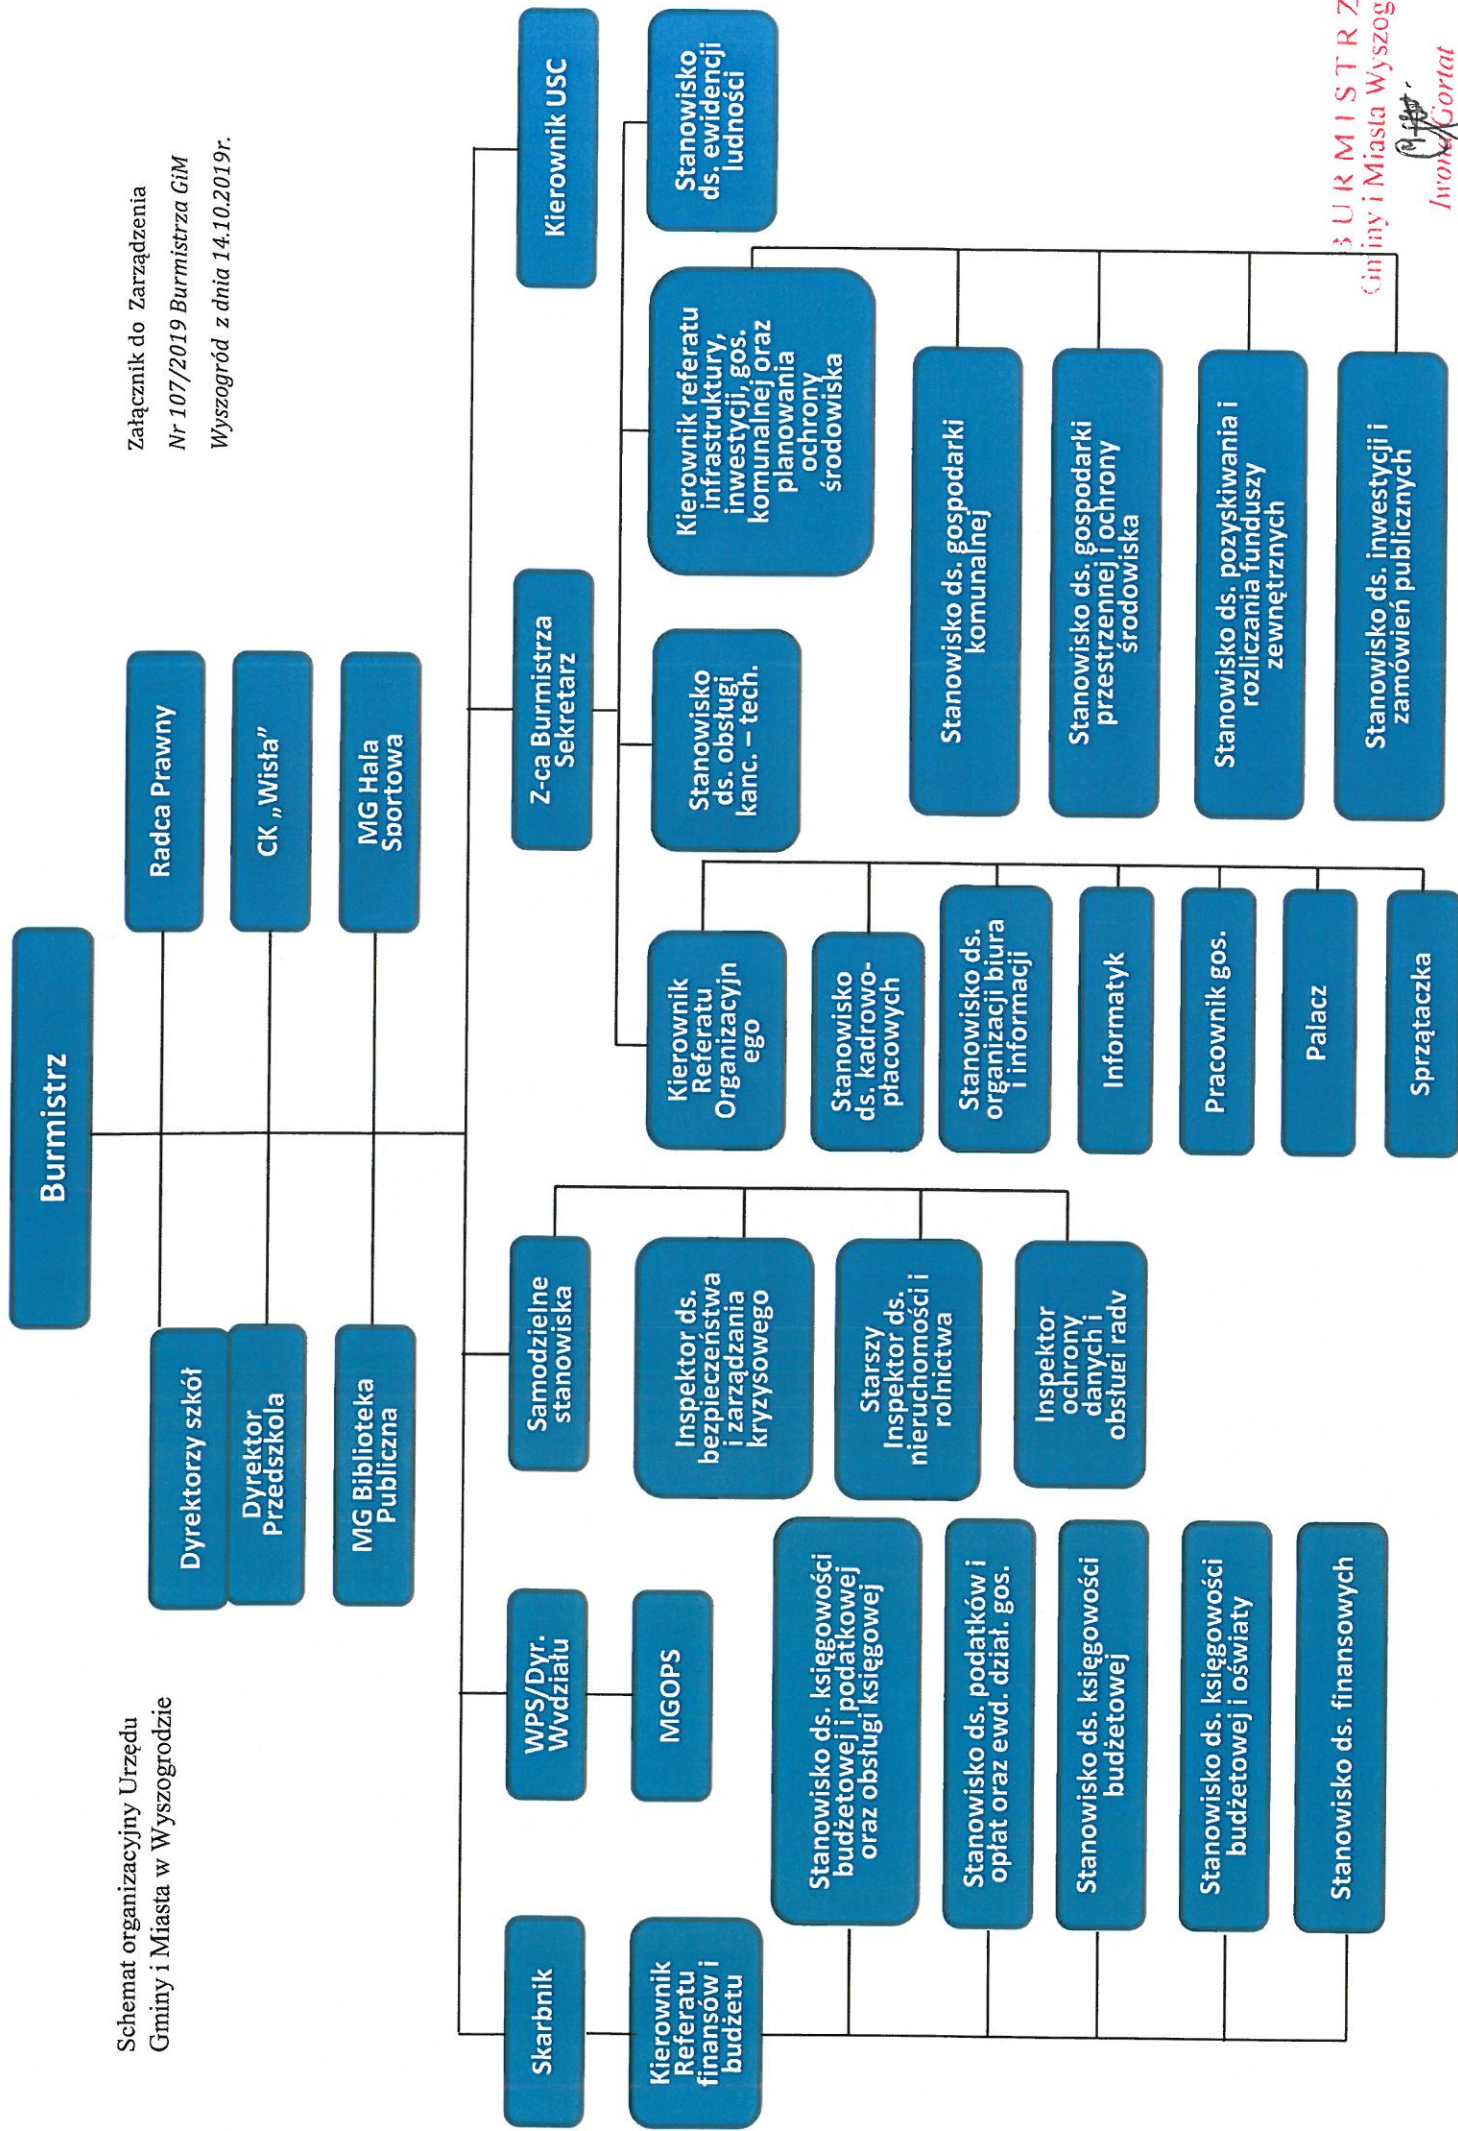 Schemat organizacyjny Urzędu
Gminy i Miasta w Wyszogrodzie
Załącznik do Zarządzenia
Nr 107/2019 Burmistrza GiM
Wyszogród z dnia 14.10.2019r.
Burmistrz
Dyrektorzy szkół
Radca Prawny
Dyrektor
Przedszkola
CK „Wisła”
MG Biblioteka
Publiczna
MG Hala
Sportowa
Skarbnik
WPS/Dyr.
Wydziału
Samodzielne
stanowiska
Z-ca Burmistrza
Sekretarz
Kierownik USC
Kierownik
Referatu
finansów i
budżetu
Stanowisko ds. księgowości
budżetowej i podatkowej
oraz obsługi księgowej
Stanowisko ds. podatków i
opłat oraz ewd. dział. gos.
Stanowisko ds. księgowości
budżetowej
Stanowisko ds. księgowości
budżetowej i oświaty
Stanowisko ds. finansowych
MGOPS
Inspektor ds.
bezpieczeństwa
i zarządzania
kryzysowego
Starszy
Inspektor ds.
nieruchomości i
rolnictwa
Inspektor
ochrony
danych i
obsługi rady
Kierownik
Referatu
Organizacyjn
ego
Stanowisko
ds. kadrowo-
płacowych
Stanowisko ds.
organizacji biura
i informacji
Informatyk
Pracownik gos.
Palacz
Sprzątaczka
Stanowisko
ds. obsługi
kanc. – tech.
Kierownik referatu
infrastruktury,
inwestycji, gos.
komunalnej oraz
planowania
ochrony
środowiska
Stanowisko ds. gospodarki
komunalnej
Stanowisko ds. gospodarki
przestrzennej i ochrony
środowiska
Stanowisko ds. pozyskiwania i
rozliczania funduszy
zewnętrznych
Stanowisko ds. inwestycji i
zamówień publicznych
Stanowisko
ds. ewidencji
ludności
BURMISTRZ
Gminy i Miasta Wyszog
Iwona Gortat